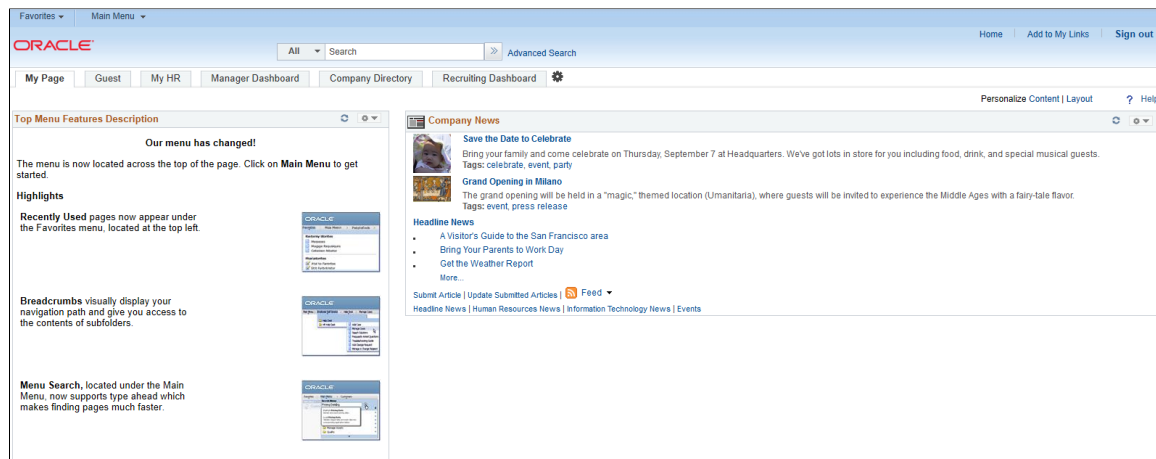 Favorites Main Menu
Home Add to My Links Sign out
ORACLE
All Search Advanced Search
My Page Guest My HR Manager Dashboard Company Directory Recruiting Dashboard
Personalize Content | Layout ? Help
Top Menu Features Description
Our menu has changed!
The menu is now located across the top of the page. Click on Main Menu to get
started.
Highlights
Recently Used pages now appear under
the Favorites menu, located at the top left.
ORACLE
Breadcrumbs visually display your
navigation path and give you access to
the contents of subfolders.
ORACLE
Menu Search, located under the Main
Menu, now supports type ahead which
makes finding pages much faster.
ORACLE
Company News
Save the Date to Celebrate
Bring your family and come celebrate on Thursday, September 7 at Headquarters. We've got lots in store for you including food, drink, and special musical guests.
Tags: celebrate, event, party
Grand Opening in Milano
The grand opening will be held in a "magic," themed location (Umanitaria), where guests will be invited to experience the Middle Ages with a fairy-tale flavor.
Tags: event, press release
Headline News
A Visitor's Guide to the San Francisco area
Bring Your Parents to Work Day
Get the Weather Report
More...
Submit Article | Update Submitted Articles | Feed
Headline News | Human Resources News | Information Technology News | Events